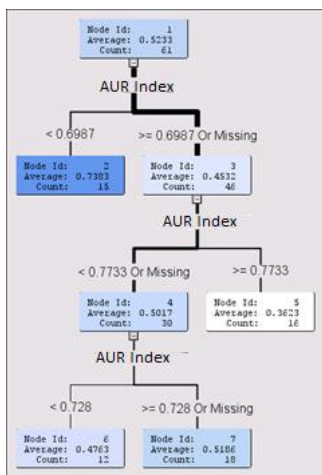 Node Id: 1
Average: 0.5233
Count: 61
AUR Index
< 0.6987
>= 0.6987 Or Missing
Node Id: 2
Average: 0.7383
Count: 15
Node Id: 3
Average: 0.4532
Count: 46
AUR Index
< 0.7733 Or Missing
>= 0.7733
Node Id: 4
Average: 0.5017
Count: 30
Node Id: 5
Average: 0.3623
Count: 16
AUR Index
< 0.728
>= 0.728 Or Missing
Node Id: 6
Average: 0.4763
Count: 12
Node Id: 7
Average: 0.5186
Count: 18